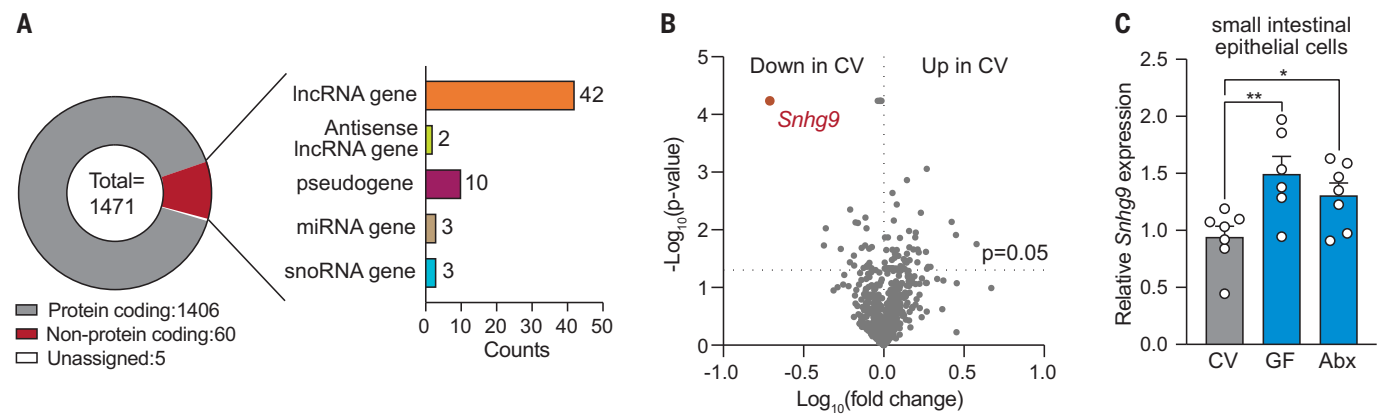 A
Total=
1471
Protein coding:1406
Non-protein coding:60
Unassigned:5
lncRNA gene
42
Antisense
lncRNA gene
2
pseudogene
10
miRNA gene
3
snoRNA gene
3
0 10 20 30 40 50
Counts
B
Down in CV
Up in CV
Snhg9
p=0.05
5
4
3
2
1
0
-Log10(p-value)
-1.0 -0.5 0.0 0.5 1.0
Log10(fold change)
C
small intestinal
epithelial cells
*
**
2.5
2.0
1.5
1.0
0.5
0.0
Relative Snhg9 expression
CV GF Abx